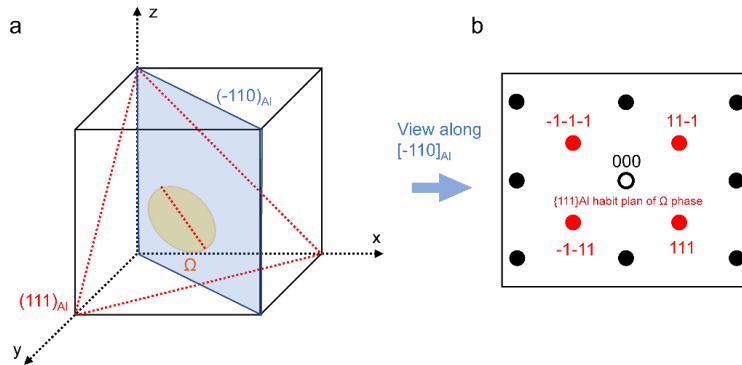 a
z
(-110)Al
x
Ω
(111)Al
y
View along
[-110]Al
b
-1-1-1
11-1
000
{111}Al habit plan of Ω phase
-1-11
111